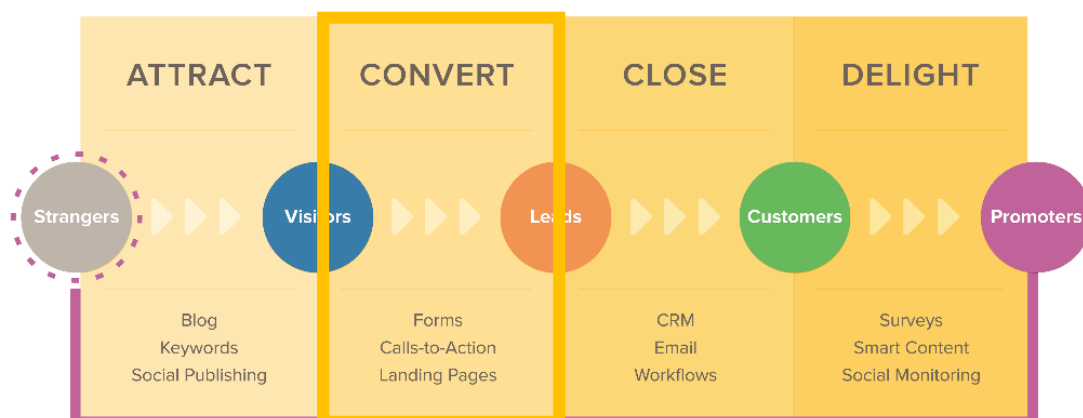 ATTRACT
CONVERT
CLOSE
DELIGHT
Strangers
Visitors
Leads
Customers
Promoters
Blog
Keywords
Social Publishing
Forms
Calls-to-Action
Landing Pages
CRM
Email
Workflows
Surveys
Smart Content
Social Monitoring